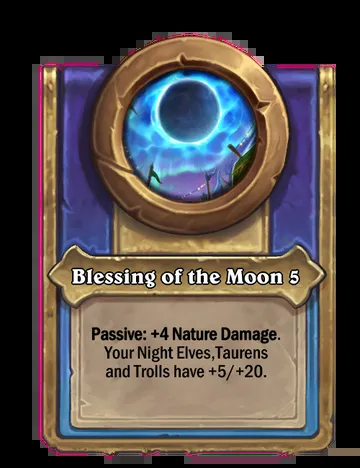 Blessing of the Moon 5
Passive: +4 Nature Damage.
Your Night Elves,Taurens
and Trolls have +5/+20.